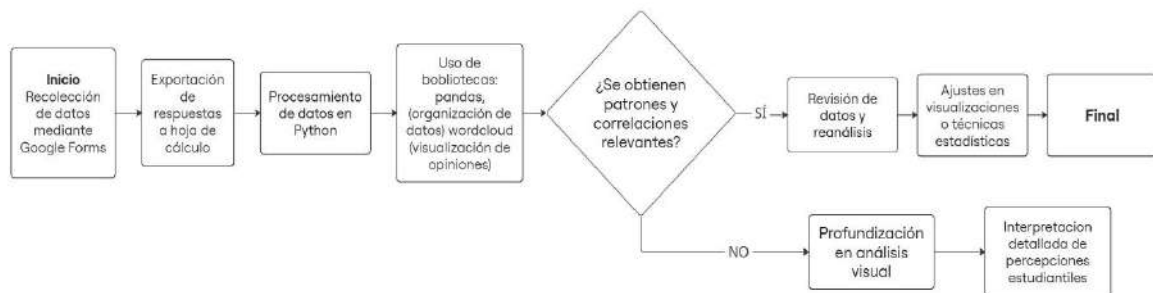 Inicio
Recolección
de datos
mediante
Google Forms
Exportación
de
respuestas
a hoja de
cálculo
Procesamiento
de datos en
Python
Uso de
bobliotecas:
pandas,
(organización de
datos) wordcloud
(visualización de
opiniones)
¿Se obtienen
patrones y
correlaciones
relevantes?
SÍ
Revisión de
datos y
reanálisis
Ajustes en
visualizaciones
o técnicas
estadísticas
Final
NO
Profundización
en análisis
visual
Interpretacion
detallada de
percepciones
estudiantiles